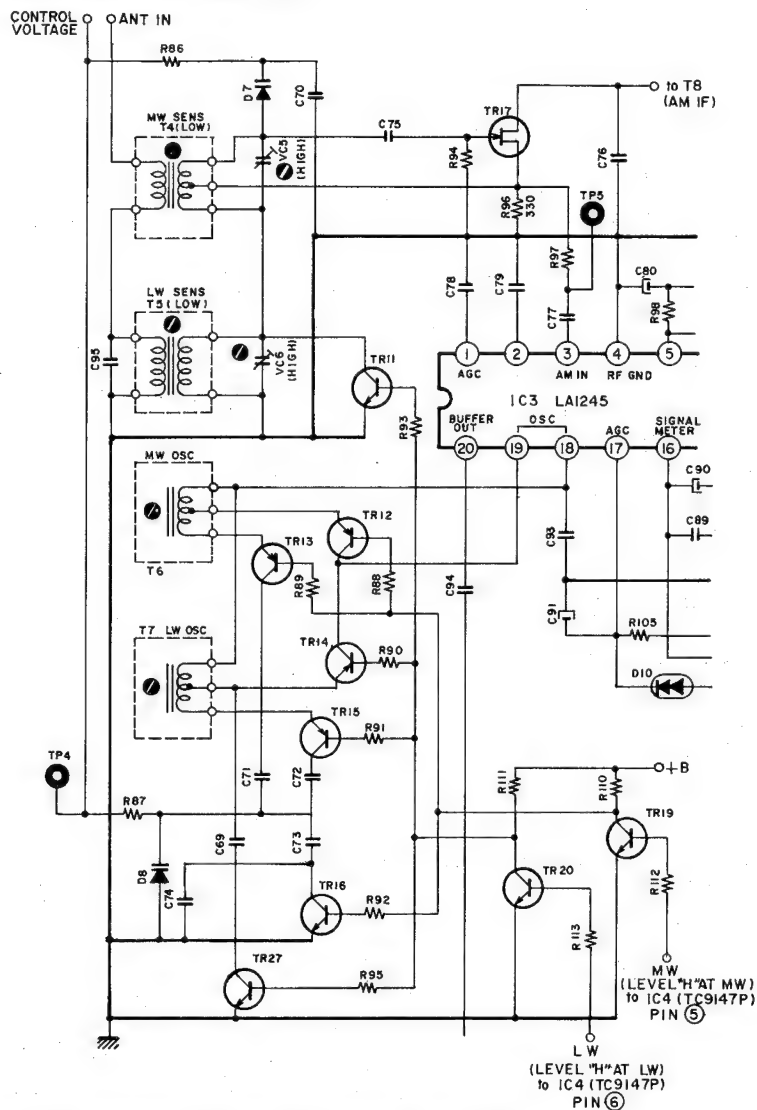 CONTROL VOLTAGE
ANT IN
R86
D7
C70
to T8
(AM IF)
MW SENS
T4(LOW)
VC5
(HIGH)
C75
TR17
R94
C76
R96
330
TP5
R97
LW SENS
T5(LOW)
VC6
(HIGH)
C95
C78
C79
C77
C80
R98
1
2
3
4
5
AGC
AM IN
RF GND
IC3 LA1245
TR11
R93
BUFFER
OUT
OSC
AGC
SIGNAL
METER
20
19
18
17
16
C90
C89
MW OSC
T6
TR12
TR13
R89
R88
C93
C94
C91
R105
D10
T7 LW OSC
TR14
R90
TR15
R91
TP4
R87
C71
C72
R111
R110
+B
TR19
C69
C73
D8
C74
TR16
R92
TR20
R112
R113
TR27
R95
MW
(LEVEL "H" AT MW)
to IC4 (TC9147P)
PIN 5
LW
(LEVEL "H" AT LW)
to IC4 (TC9147P)
PIN 6